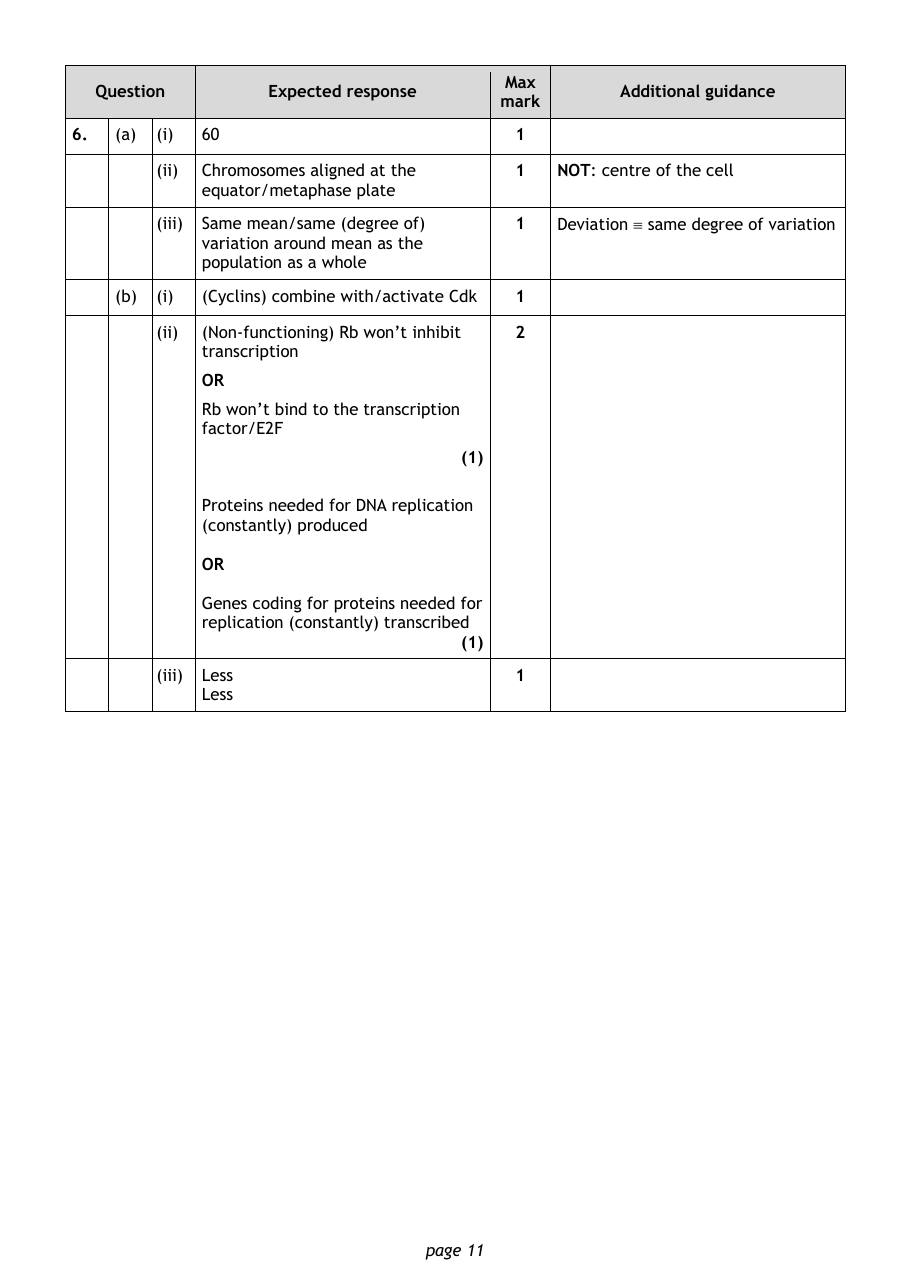 Question Expected response Max mark Additional guidance
6. (a) (i) 60 1
(ii) Chromosomes aligned at the 1 NOT: centre of the cell
equator/metaphase plate
(iii) Same mean/same (degree of) 1 Deviation ≡ same degree of variation
variation around mean as the
population as a whole
(b) (i) (Cyclins) combine with/activate Cdk 1
(ii) (Non-functioning) Rb won’t inhibit 2
transcription
OR
Rb won’t bind to the transcription
factor/E2F
(1)
Proteins needed for DNA replication
(constantly) produced
OR
Genes coding for proteins needed for
replication (constantly) transcribed
(1)
(iii) Less 1
Less
page 11